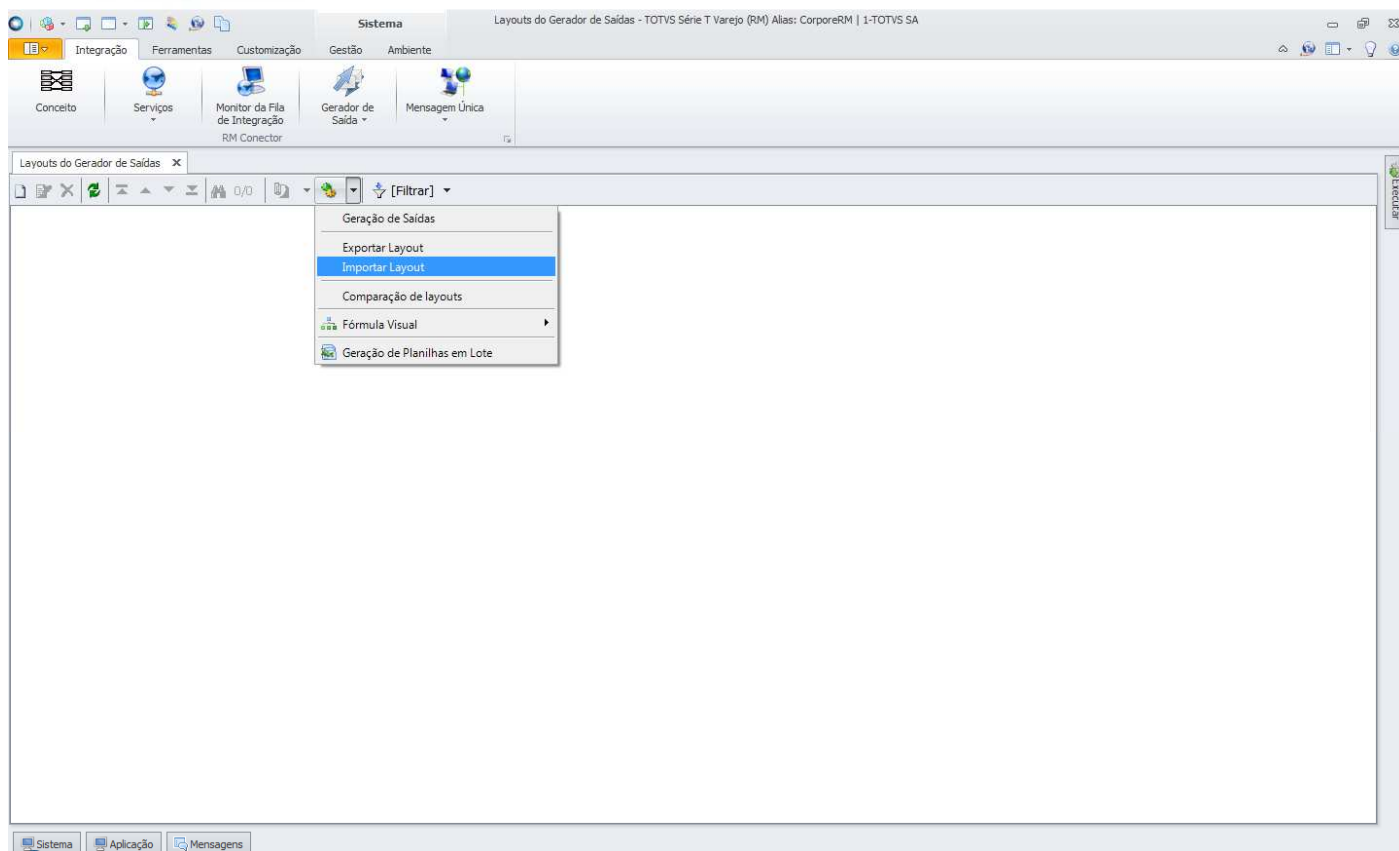 Sistema
Layouts do Gerador de Saídas - TOTVS Série T Varejo (RM) Alias: CorporeRM | 1-TOTVS SA
Integração Ferramentas Customização Gestão Ambiente
Conceito
Serviços
Monitor da Fila
de Integração
Gerador de
Saída
Mensagem Única
RM Conector
Layouts do Gerador de Saídas X
0/0
[Filtrar]
Executar
Geração de Saídas
Exportar Layout
Importar Layout
Comparação de layouts
Fórmula Visual
Geração de Planilhas em Lote
Sistema Aplicação Mensagens